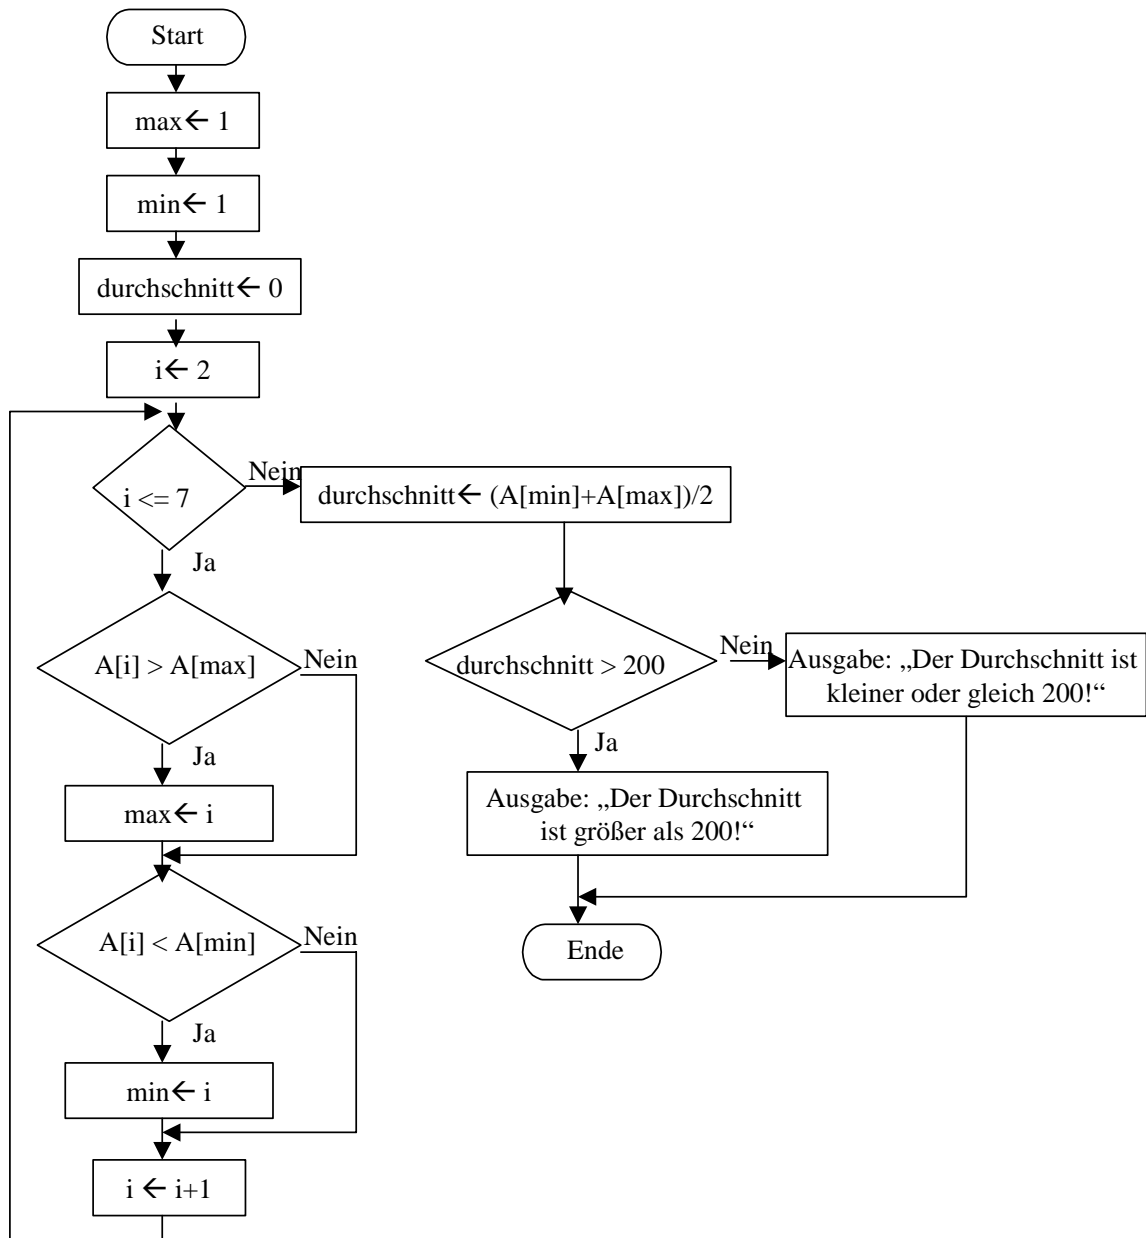 Start
max← 1
min← 1
durchschnitt← 0
i← 2
i <= 7
Nein
durchschnitt← (A[min]+A[max])/2
Ja
A[i] > A[max]
Nein
Ja
max← i
A[i] < A[min]
Nein
Ja
min← i
i ← i+1
durchschnitt > 200
Nein
Ausgabe: „Der Durchschnitt ist
kleiner oder gleich 200!“
Ja
Ausgabe: „Der Durchschnitt
ist größer als 200!“
Ende